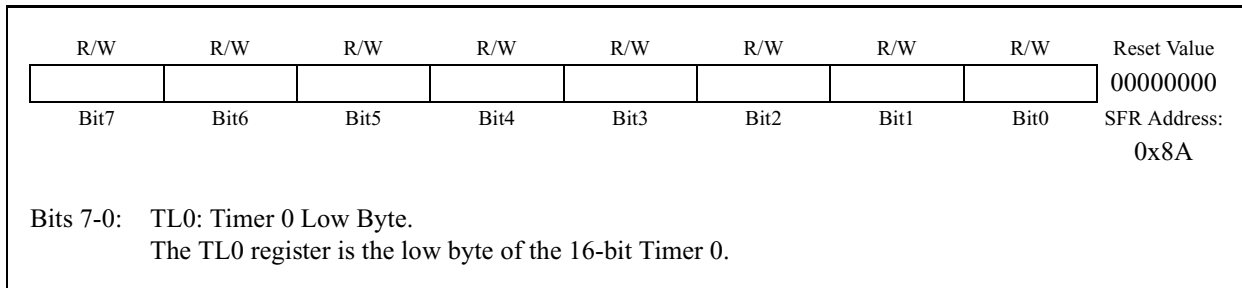 R/W R/W R/W R/W R/W R/W R/W R/W Reset Value
00000000
Bit7 Bit6 Bit5 Bit4 Bit3 Bit2 Bit1 Bit0 SFR Address:
0x8A
Bits 7-0: TL0: Timer 0 Low Byte.
The TL0 register is the low byte of the 16-bit Timer 0.